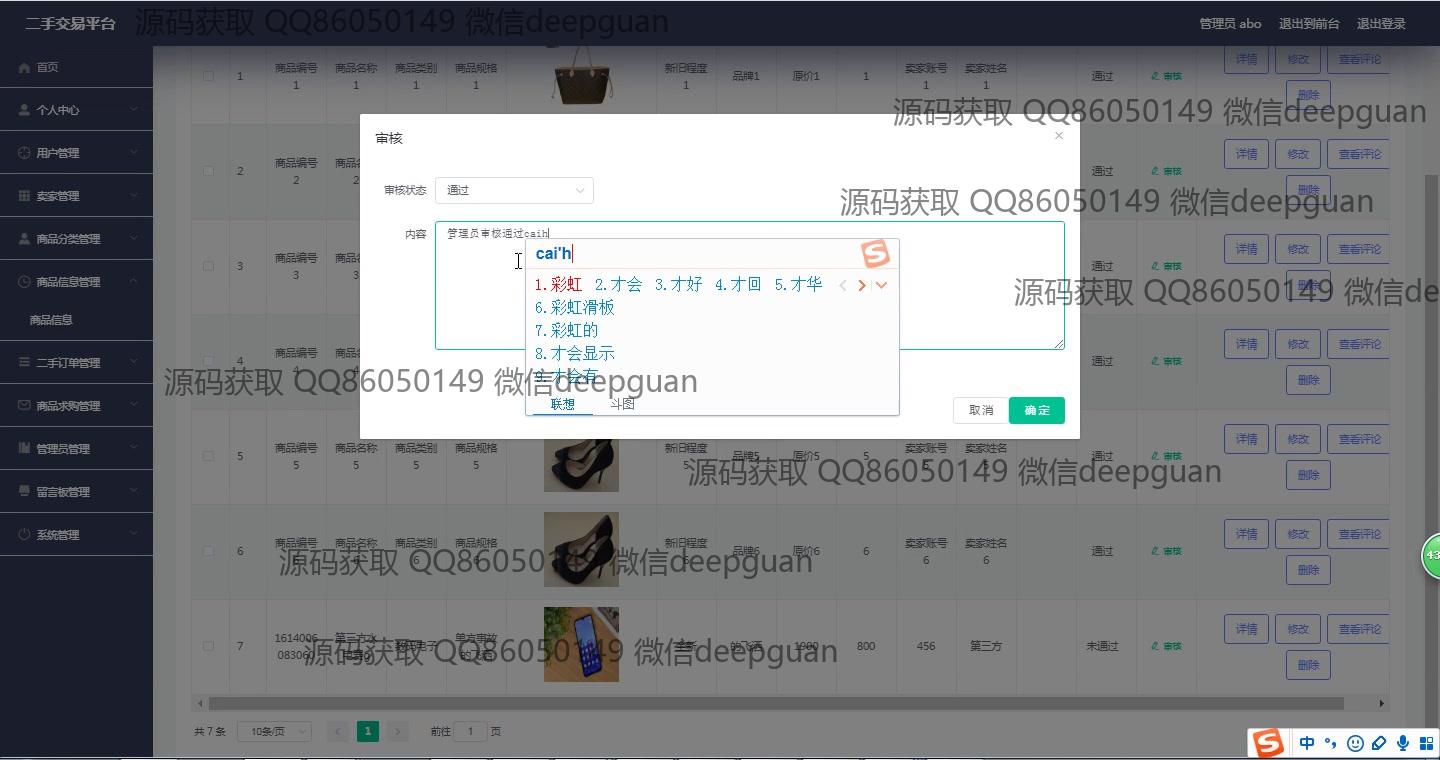 二手交易平台
源码获取 QQ86050149 微信deepguan
管理员 abo 退出到前台 退出登录
首页
个人中心
用户管理
卖家管理
商品分类管理
商品信息管理
商品信息
二手订单管理
商品求购管理
管理员管理
留言板管理
系统管理
1 商品编号1 商品名称1 商品类别1 商品规格1 新旧程度1 品牌1 原价1 1 卖家账号1 卖家姓名1 通过 审核 详情 修改 查看评论 删除
源码获取 QQ86050149 微信deepguan
审核
×
审核状态 通过
内容 管理员审核通过caih
cai'h
1.彩虹 2.才会 3.才好 4.才回 5.才华
6.彩虹滑板
7.彩虹的
8.才会显示
9.才会有
联想 斗图
取消 确定
2 商品编号2 通过 审核 详情 修改 查看评论 删除
源码获取 QQ86050149 微信deepguan
3 商品编号3 通过 审核 详情 修改 查看评论 删除
源码获取 QQ86050149 微信de
4 商品编号4 通过 审核 详情 修改 查看评论 删除
源码获取 QQ86050149 微信deepguan
5 商品编号5 商品名称5 商品类别5 商品规格5 新旧程度5 品牌5 原价5 5 卖家账号5 卖家姓名5 通过 审核 详情 修改 查看评论 删除
源码获取 QQ86050149 微信deepguan
6 商品编号6 商品名称6 商品类别6 商品规格6 新旧程度6 品牌6 原价6 6 卖家账号6 卖家姓名6 通过 审核 详情 修改 查看评论 删除
源码获取 QQ86050149 微信deepguan
7 1614006083060 全新 的飞洒 1900 800 456 第三方 未通过 审核 详情 修改 查看评论 删除
源码获取 QQ86050149 微信deepguan
共 7 条 10条/页 1 前往 1 页
43
中